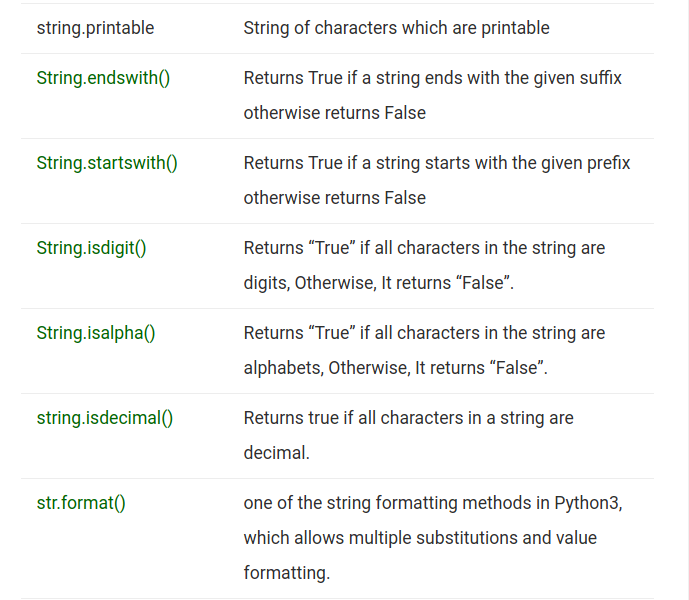 string.printable
String of characters which are printable
String.endswith()
Returns True if a string ends with the given suffix
otherwise returns False
String.startswith()
Returns True if a string starts with the given prefix
otherwise returns False
String.isdigit()
Returns “True” if all characters in the string are
digits, Otherwise, It returns “False”.
String.isalpha()
Returns “True” if all characters in the string are
alphabets, Otherwise, It returns “False”.
string.isdecimal()
Returns true if all characters in a string are
decimal.
str.format()
one of the string formatting methods in Python3,
which allows multiple substitutions and value
formatting.